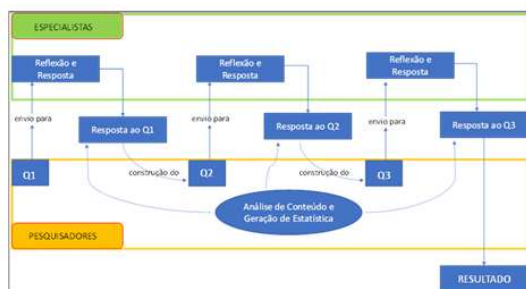 ESPECIALISTAS
Reflexão e
Resposta
Reflexão e
Resposta
Reflexão e
Resposta
envio para
Resposta ao Q1
envio para
Resposta ao Q2
envio para
Resposta ao Q3
Q1
construção do
Q2
construção do
Q3
Análise de Conteúdo e
Geração de Estatística
PESQUISADORES
RESULTADO